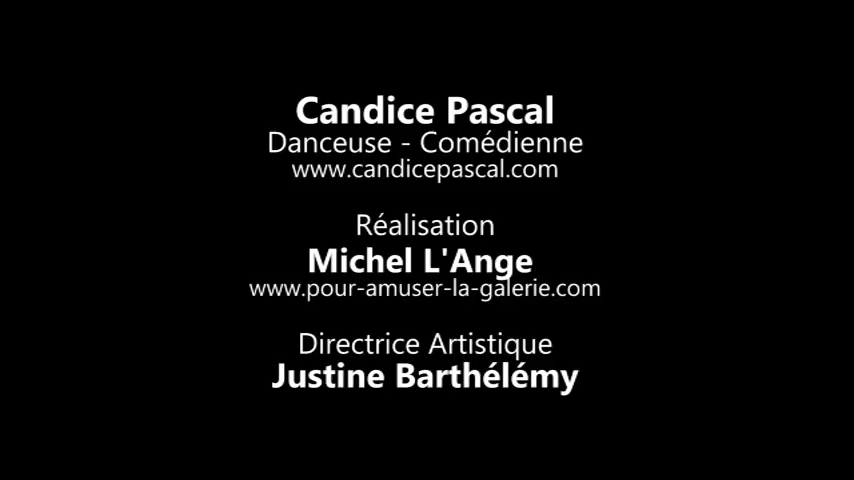 Candice Pascal
Danceuse - Comédienne
www.candicepascal.com
Réalisation
Michel L'Ange
www.pour-amuser-la-galerie.com
Directrice Artistique
Justine Barthélémy